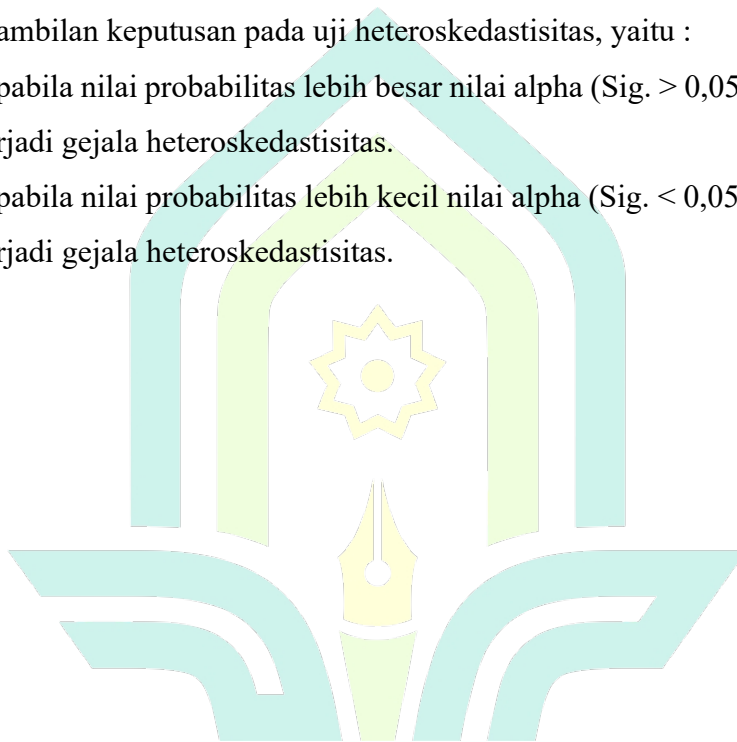 ambilan keputusan pada uji heteroskedastisitas, yaitu :
pabila nilai probabilitas lebih besar nilai alpha (Sig. > 0,05
rjadi gejala heteroskedastisitas.
pabila nilai probabilitas lebih kecil nilai alpha (Sig. < 0,05
rjadi gejala heteroskedastisitas.